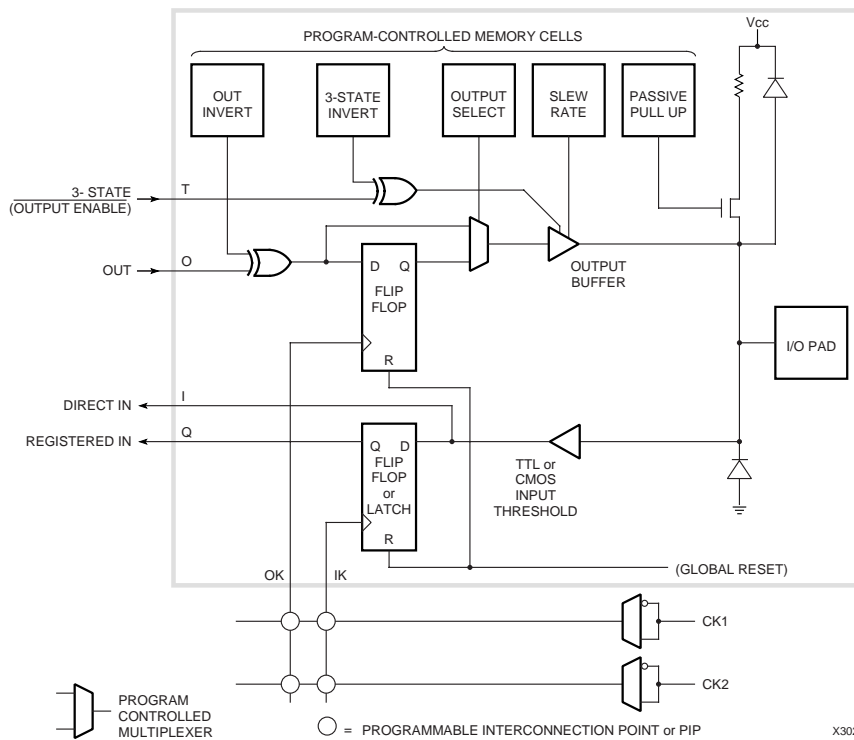 Vcc
PROGRAM-CONTROLLED MEMORY CELLS
OUT
INVERT
3-STATE
INVERT
OUTPUT
SELECT
SLEW
RATE
PASSIVE
PULL UP
3- STATE
(OUTPUT ENABLE)
T
OUT
O
D Q
FLIP
FLOP
R
OUTPUT
BUFFER
I/O PAD
DIRECT IN
I
REGISTERED IN
Q
Q D
FLIP
FLOP
or
LATCH
R
TTL or
CMOS
INPUT
THRESHOLD
OK
IK
(GLOBAL RESET)
CK1
CK2
PROGRAM
CONTROLLED
MULTIPLEXER
= PROGRAMMABLE INTERCONNECTION POINT or PIP